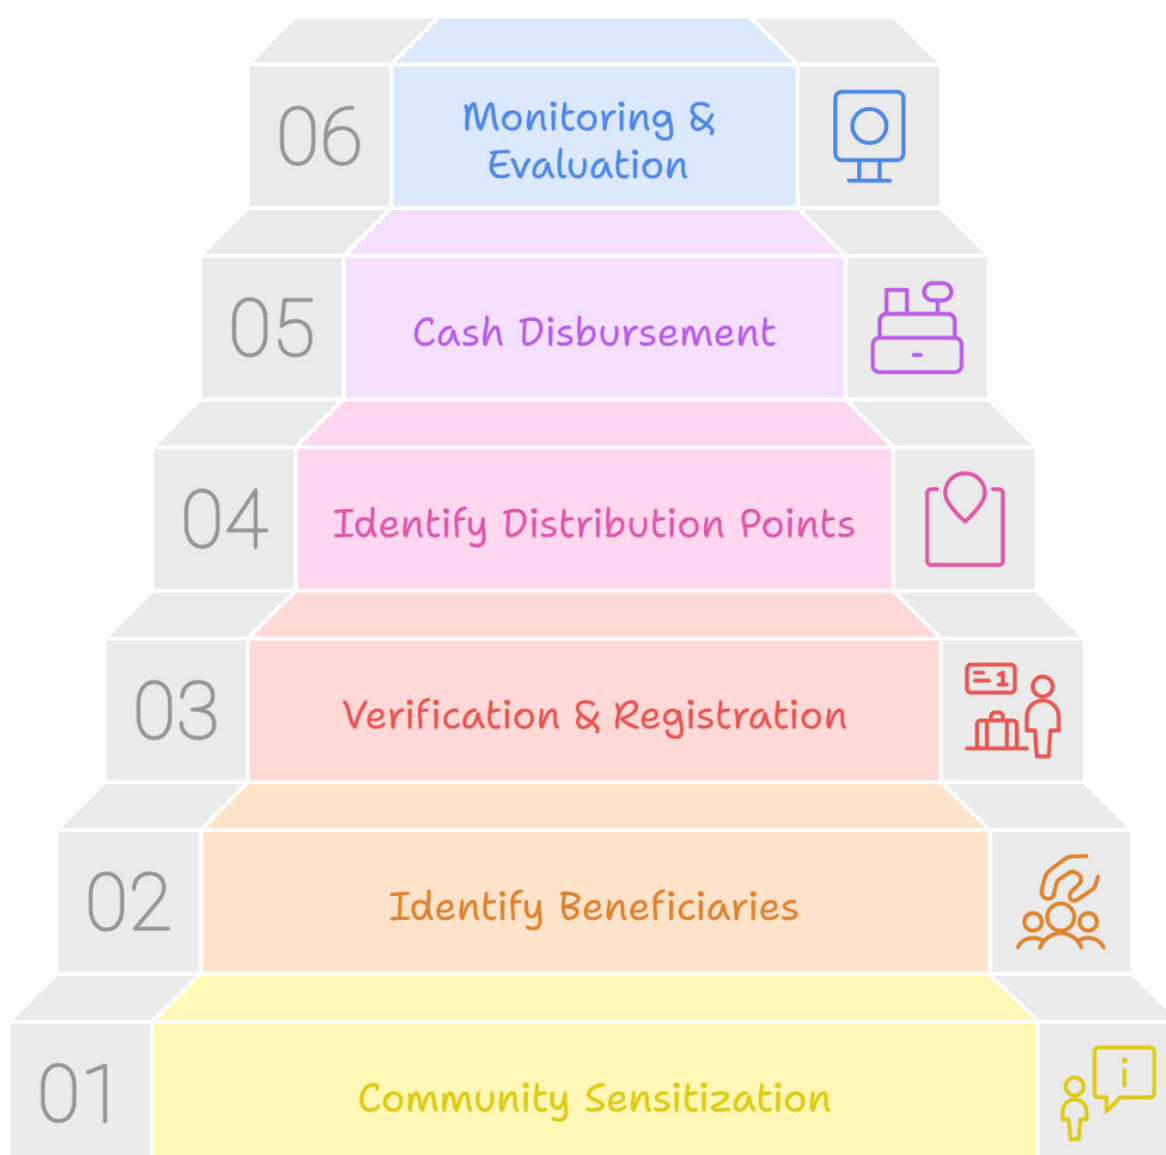 06
Monitoring &
Evaluation
05
Cash Disbursement
04
Identify Distribution Points
03
Verification & Registration
1
02
Identify Beneficiaries
01
Community Sensitization
i